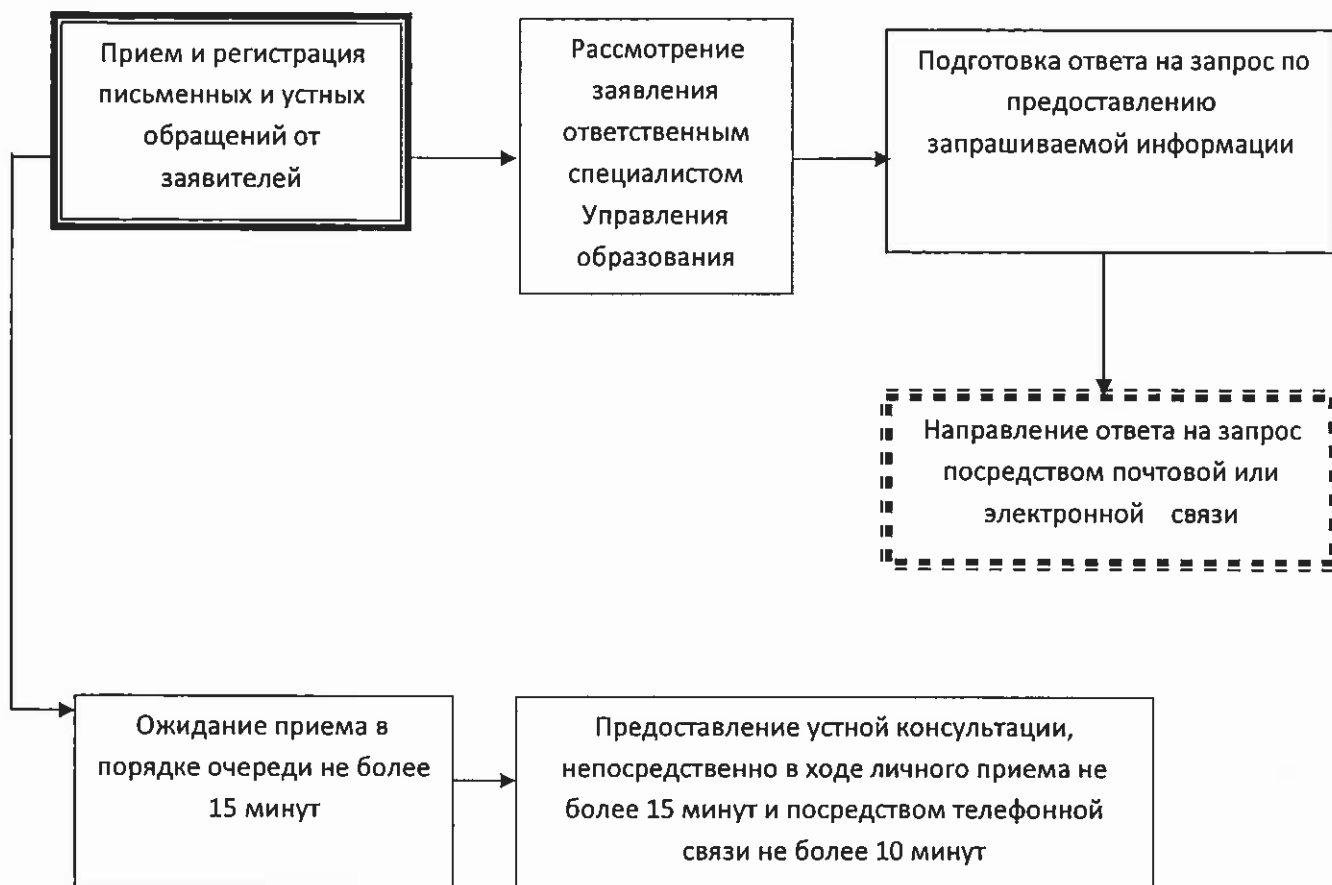 Прием и регистрация
письменных и устных
обращений от
заявителей
Рассмотрение
заявления
ответственным
специалистом
Управления
образования
Подготовка ответа на запрос по
предоставлению
запрашиваемой информации
Направление ответа на запрос
посредством почтовой или
электронной связи
Ожидание приема в
порядке очереди не более
15 минут
Предоставление устной консультации,
непосредственно в ходе личного приема не
более 15 минут и посредством телефонной
связи не более 10 минут